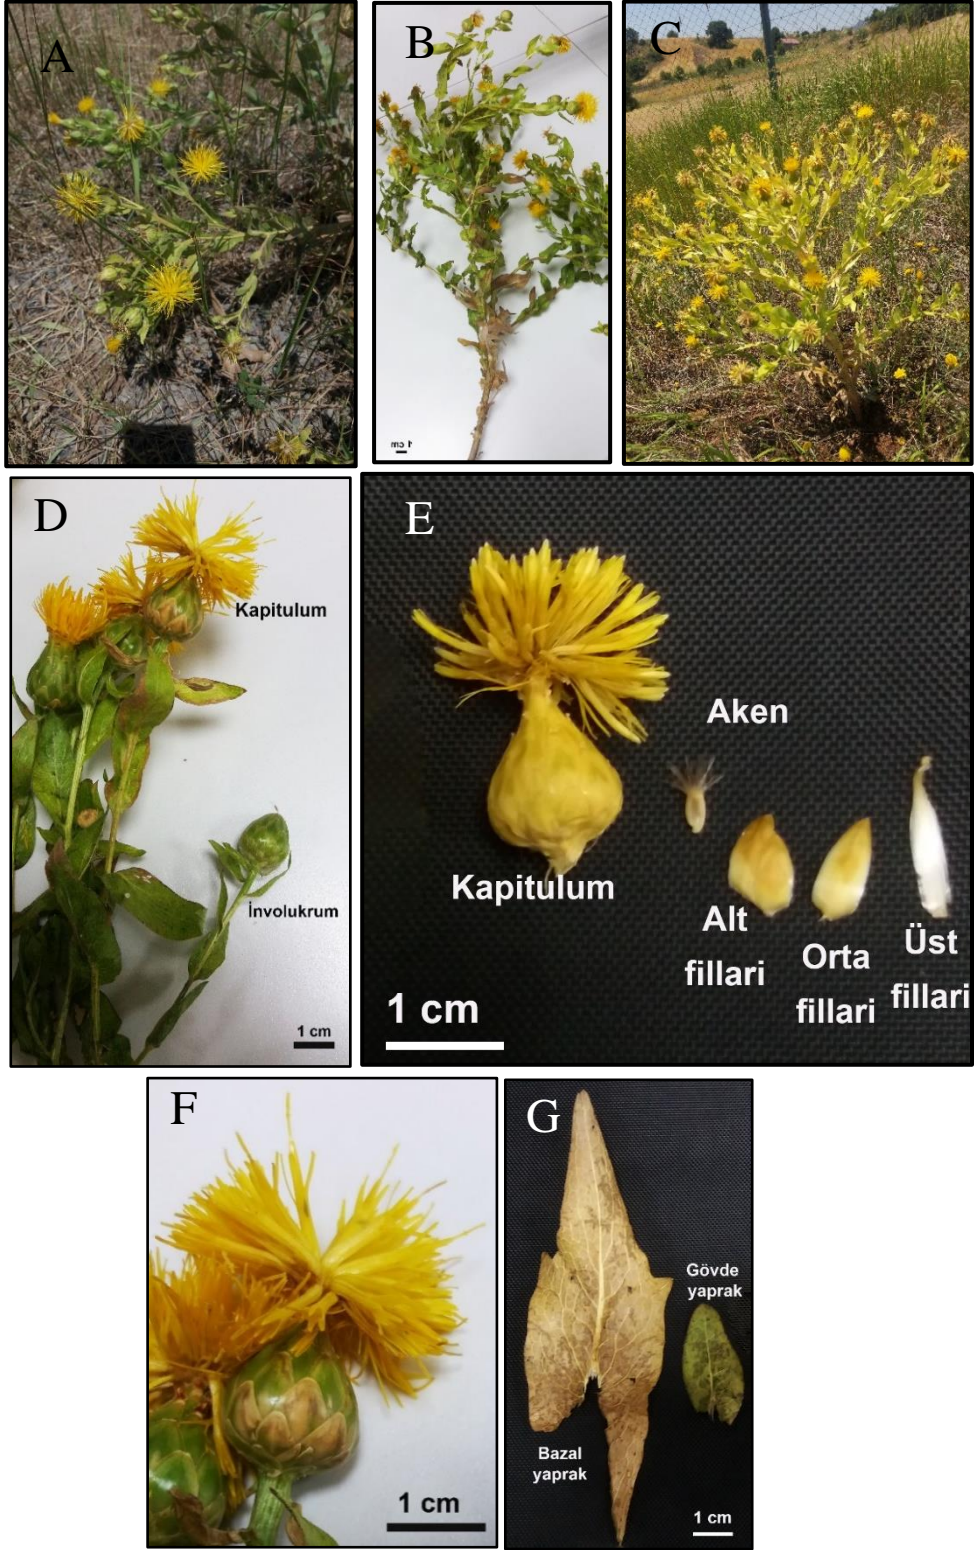 A
B
C
1 cm
D
Kapitulum
İnvolukrum
1 cm
E
Aken
Kapitulum
Alt
fillari
Orta
fillari
Üst
fillari
1 cm
F
1 cm
G
Gövde
yaprak
Bazal
yaprak
1 cm